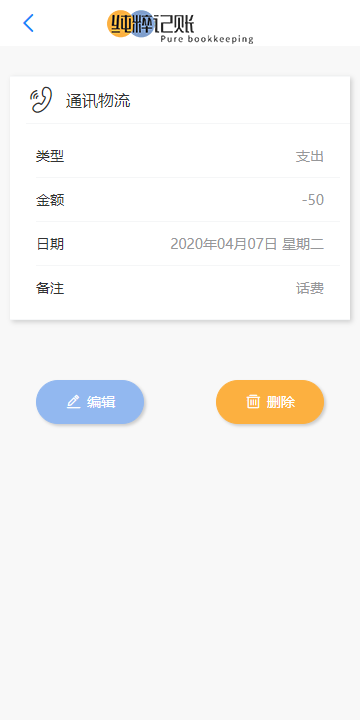 纯粹记账
Pure bookkeeping
通讯物流
类型 支出
金额 -50
日期 2020年04月07日 星期二
备注 话费
编辑 删除